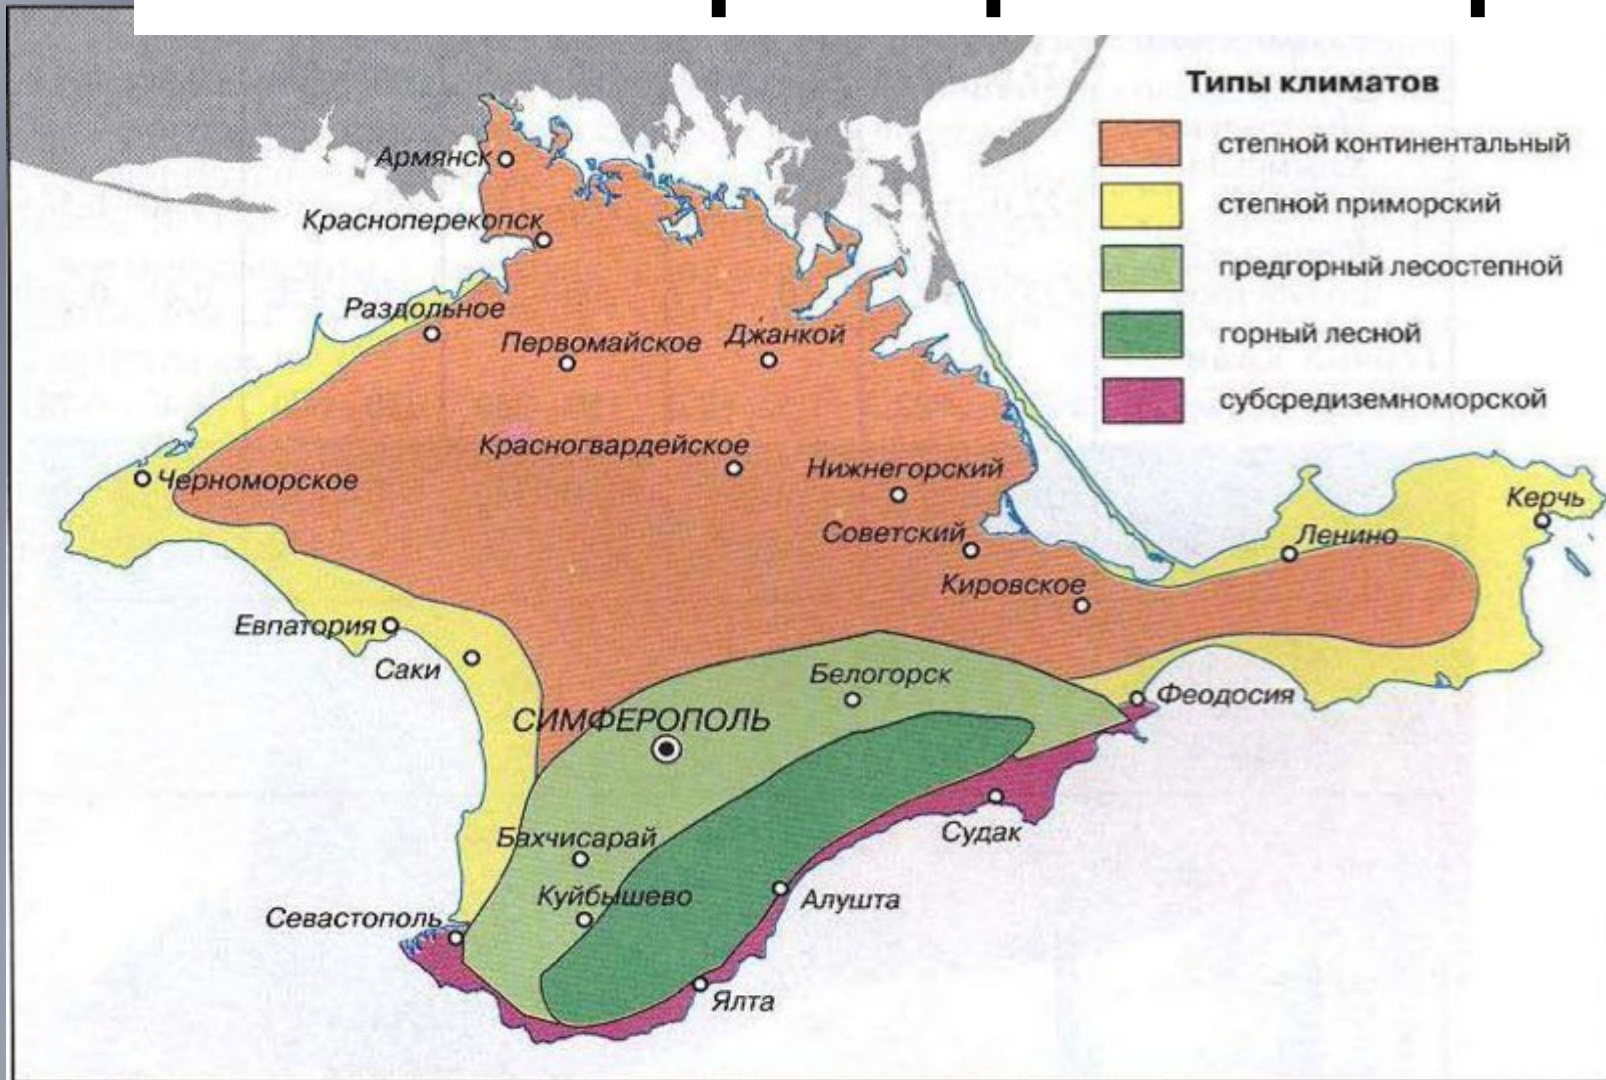 Типы климатов
степной континентальный
степной приморский
предгорный лесостепной
горный лесной
субсредиземноморской
Армянск
Красноперекопск
Раздольное
Первомайское
Джанкой
Красногвардейское
Нижнегорский
Черноморское
Керчь
Советский
Ленино
Кировское
Евпатория
Саки
Белогорск
Феодосия
СИМФЕРОПОЛЬ
Бахчисарай
Судак
Куйбышево
Алушта
Севастополь
Ялта